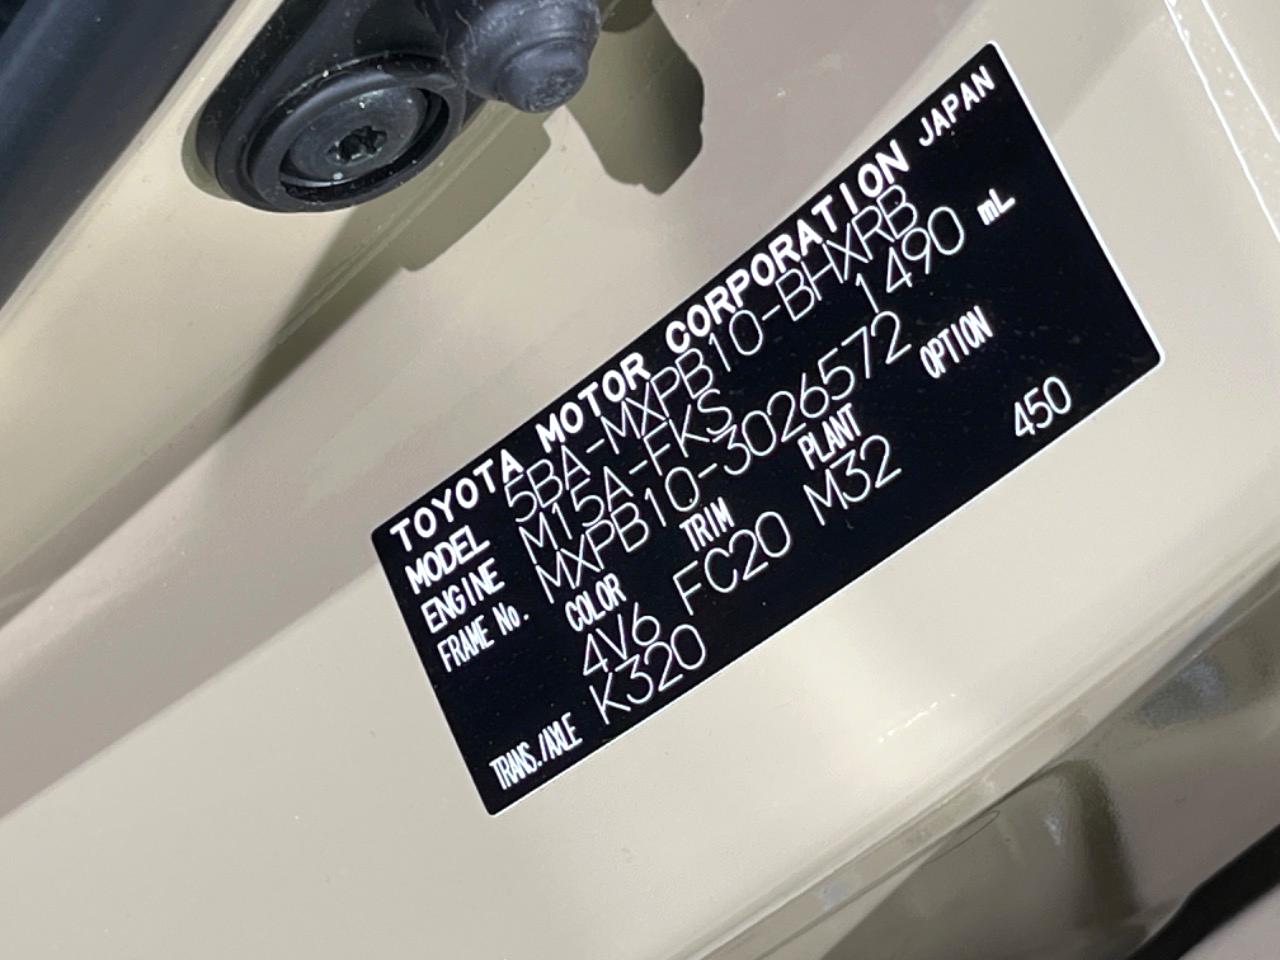 TOYOTA MOTOR CORPORATION JAPAN
MODEL 5BA-MXPB10-BHXRB
ENGINE M15A-FKS 1490 mL
FRAME No. MXPB10-3026572
COLOR TRIM PLANT OPTION
4V6 FC20 M32 450
TRANS./AXLE K320